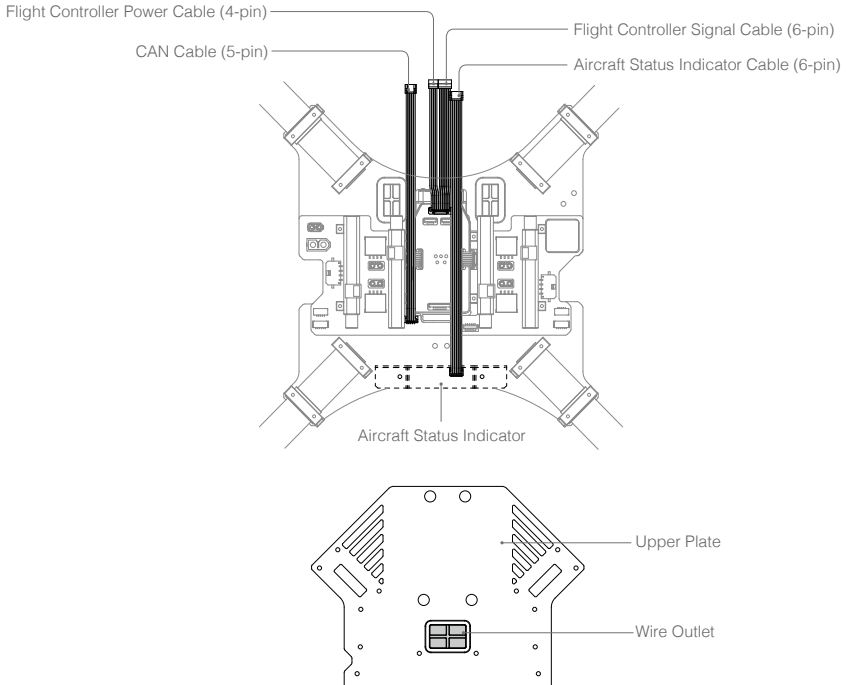 Flight Controller Power Cable (4-pin)
Flight Controller Signal Cable (6-pin)
CAN Cable (5-pin)
Aircraft Status Indicator Cable (6-pin)
Aircraft Status Indicator
Upper Plate
Wire Outlet